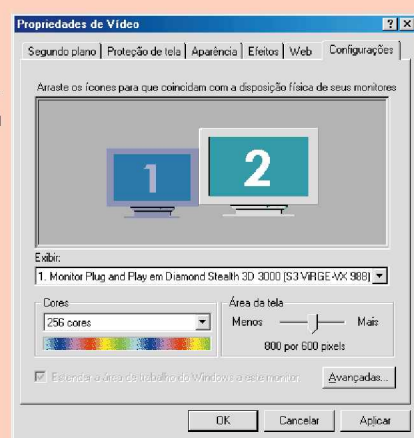 Propriedades de Vídeo
Segundo plano Proteção de tela Aparência Efeitos Web Configurações
Arraste os ícones para que coincidam com a disposição física de seus monitores
1 2
Exibir:
1. Monitor Plug and Play em Diamond Stealth 3D 3000 (S3 ViRGE-VX 988)
Cores Área da tela
256 cores Menos Mais
800 por 600 pixels
Estender a área de trabalho do Windows a este monitor Avançadas...
OK Cancelar Aplicar